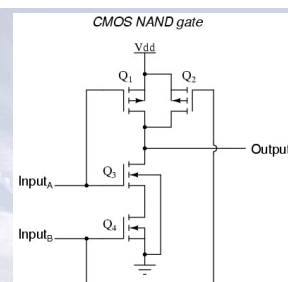 CMOS NAND gate
Vdd
Q1 Q2
Output
Q3
InputA
Q4
InputB